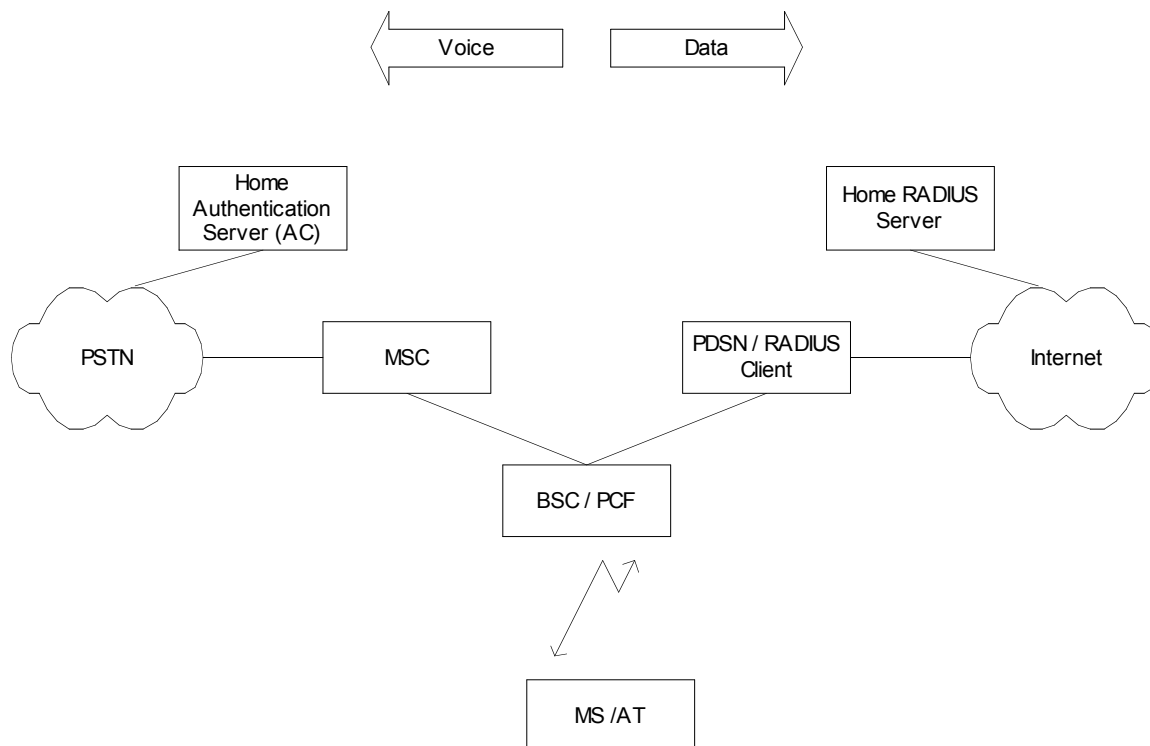 Voice
Data
Home
Authentication
Server (AC)
Home RADIUS
Server
PSTN
MSC
PDSN / RADIUS
Client
Internet
BSC / PCF
MS /AT